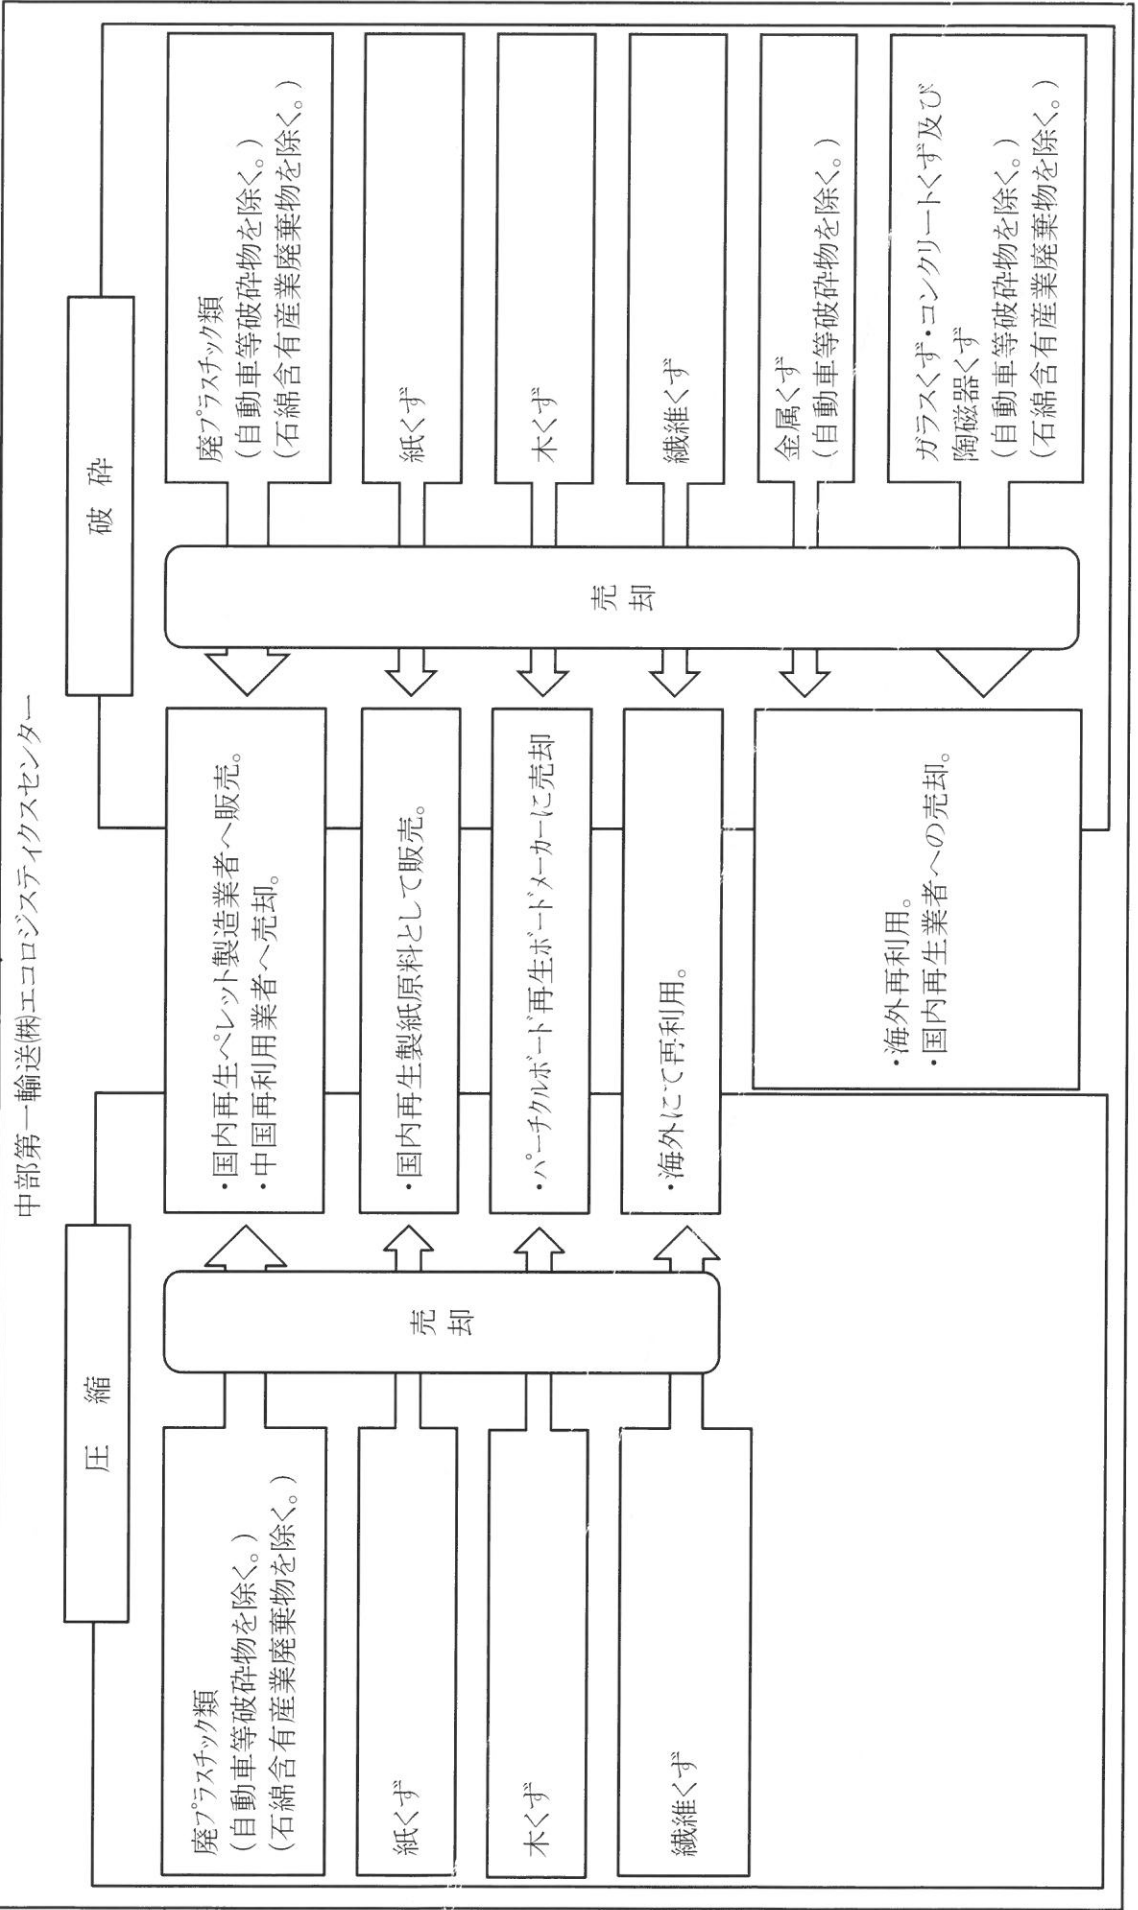 中部第一輸送㈱エコロジスティクスセンター
圧縮
廃プラスチック類
(自動車等破砕物を除く。)
(石綿含有産業廃棄物を除く。)
紙くず
木くず
繊維くず
売却
・国内再生ペレット製造業者へ販売。
・中国再利用業者へ売却。
・国内再生製紙原料として販売。
・パーチクルボード再生ボードメーカーに売却
・海外にて再利用。
・海外再利用。
・国内再生業者への売却。
売却
破砕
廃プラスチック類
(自動車等破砕物を除く。)
(石綿含有産業廃棄物を除く。)
紙くず
木くず
繊維くず
金属くず
(自動車等破砕物を除く。)
ガラスくず・コンクリートくず及び
陶磁器くず
(自動車等破砕物を除く。)
(石綿含有産業廃棄物を除く。)